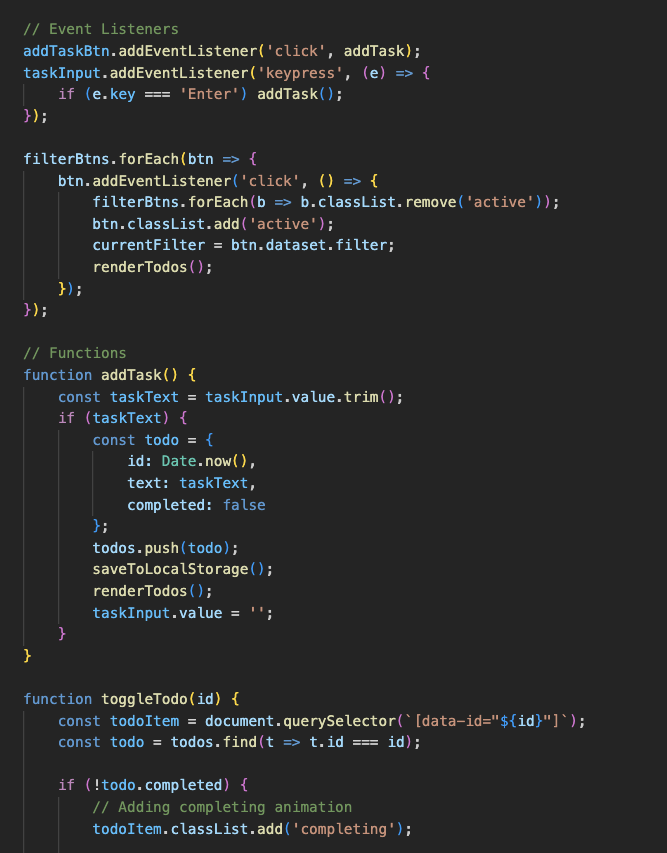 // Event Listeners
addTaskBtn.addEventListener('click', addTask);
taskInput.addEventListener('keypress', (e) => {
    if (e.key === 'Enter') addTask();
});

filterBtns.forEach(btn => {
    btn.addEventListener('click', () => {
        filterBtns.forEach(b => b.classList.remove('active'));
        btn.classList.add('active');
        currentFilter = btn.dataset.filter;
        renderTodos();
    });
});

// Functions
function addTask() {
    const taskText = taskInput.value.trim();
    if (taskText) {
        const todo = {
            id: Date.now(),
            text: taskText,
            completed: false
        };
        todos.push(todo);
        saveToLocalStorage();
        renderTodos();
        taskInput.value = '';
    }
}

function toggleTodo(id) {
    const todoItem = document.querySelector(`[data-id="${id}"]`);
    const todo = todos.find(t => t.id === id);

    if (!todo.completed) {
        // Adding completing animation
        todoItem.classList.add('completing');